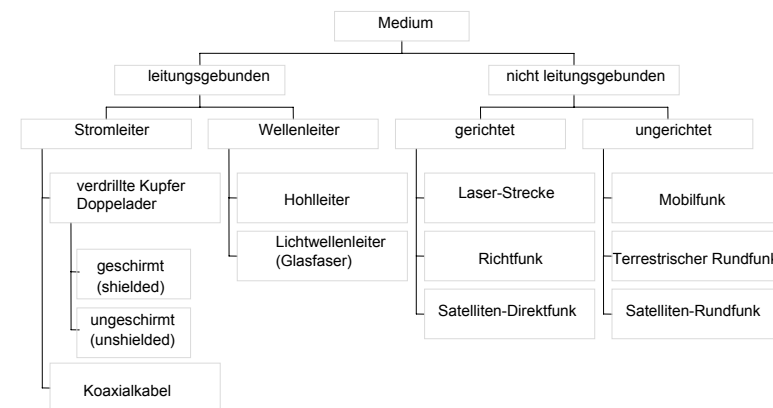 Medium
leitungsgebunden
nicht leitungsgebunden
Stromleiter
Wellenleiter
gerichtet
ungerichtet
verdrillte Kupfer
Doppelader
geschirmt
(shielded)
ungeschirmt
(unshielded)
Koaxialkabel
Hohlleiter
Lichtwellenleiter
(Glasfaser)
Laser-Strecke
Richtfunk
Satelliten-Direktfunk
Mobilfunk
Terrestrischer Rundfunk
Satelliten-Rundfunk